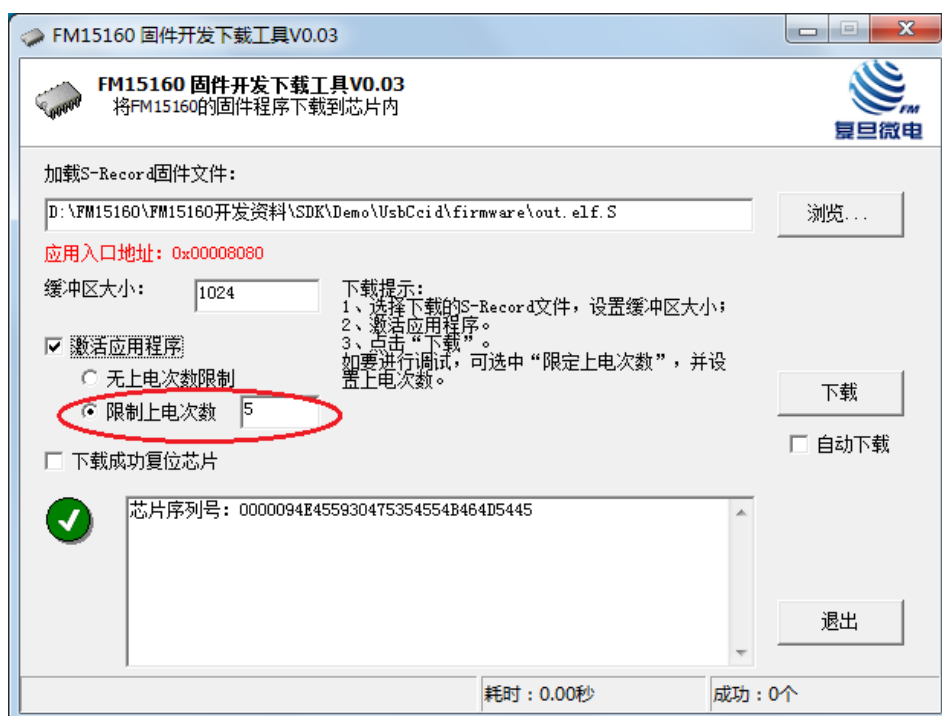 FM15160 固件开发下载工具V0.03
FM15160 固件开发下载工具V0.03
将FM15160的固件程序下载到芯片内
FM
复旦微电
加载S-Record固件文件：
D:\FM15160\FM15160开发资料\SDK\Demo\UsbCcid\firmware\out.elf.S
浏览...
应用入口地址：0x00008080
缓冲区大小：
1024
下载提示：
1、选择下载的S-Record文件，设置缓冲区大小；
2、激活应用程序。
3、点击“下载”。
如要进行调试，可选中“限定上电次数”，并设
置上电次数。
激活应用程序
无上电次数限制
限制上电次数 5
下载
自动下载
下载成功复位芯片
芯片序列号：0000094E455930475354554B464D5445
退出
耗时：0.00秒
成功：0个